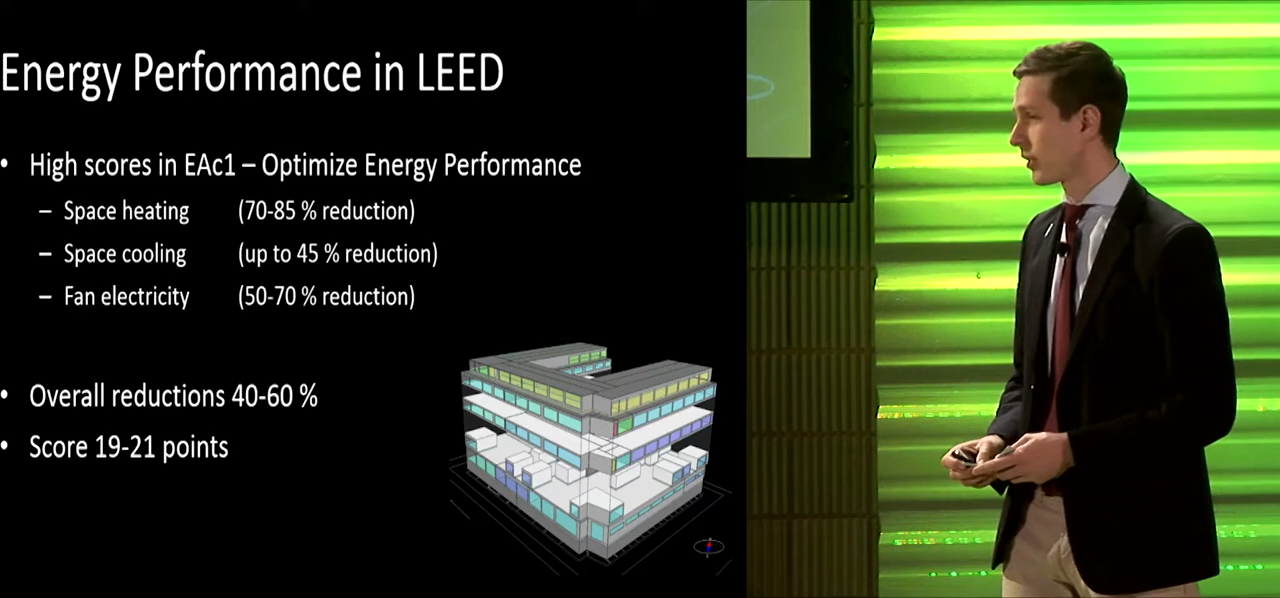 Energy Performance in LEED
• High scores in EAc1 – Optimize Energy Performance
– Space heating (70-85 % reduction)
– Space cooling (up to 45 % reduction)
– Fan electricity (50-70 % reduction)
• Overall reductions 40-60 %
• Score 19-21 points